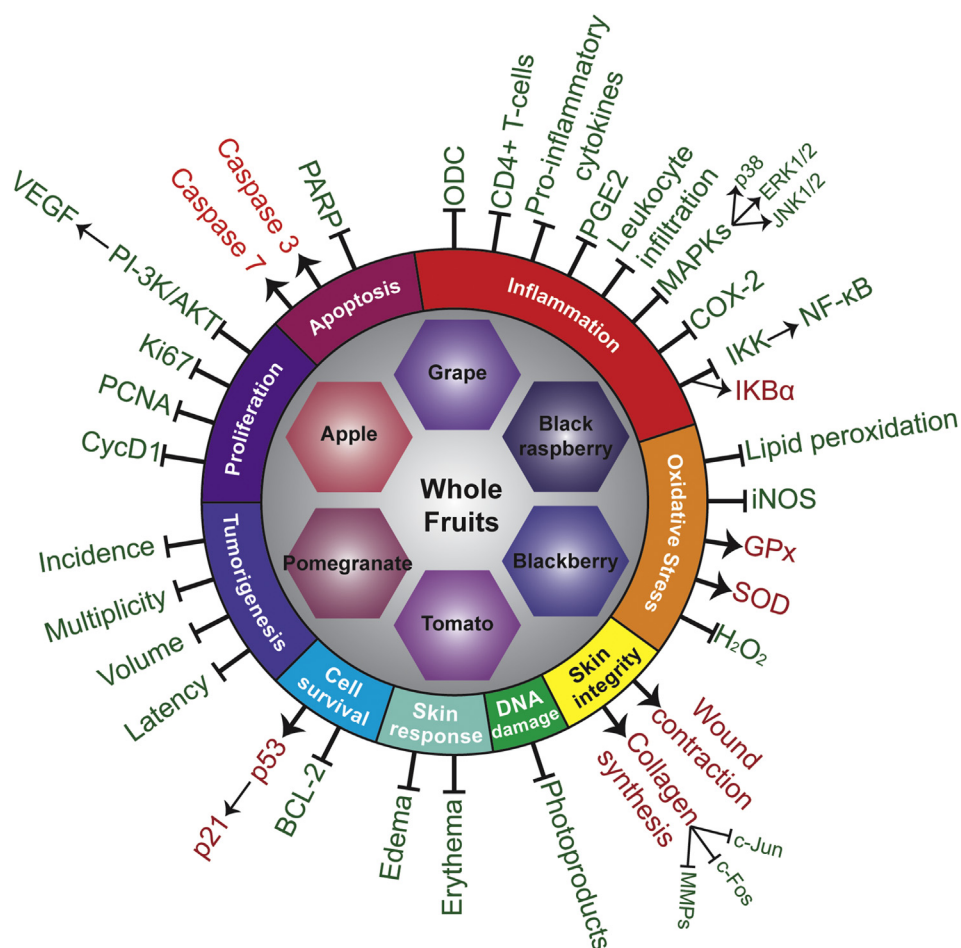 Whole
Fruits
Grape
Black
raspberry
Blackberry
Tomato
Pomegranate
Apple
Inflammation
ODC
CD4+ T-cells
Pro-inflammatory
cytokines
PGE2
Leukocyte
infiltration
MAPKs
p38
ERK1/2
JNK1/2
COX-2
IKK
NF-κB
IKBα
Oxidative Stress
Lipid peroxidation
iNOS
GPx
SOD
H₂O₂
Skin
integrity
Wound
contraction
Collagen
synthesis
c-Jun
c-Fos
MMPs
DNA
damage
Photoproducts
Skin
response
Erythema
Edema
Cell
survival
BCL-2
p53
p21
Tumorigenesis
Latency
Volume
Multiplicity
Incidence
Proliferation
CycD1
PCNA
Ki67
PI-3K/AKT
VEGF
Apoptosis
Caspase 7
Caspase 3
PARP